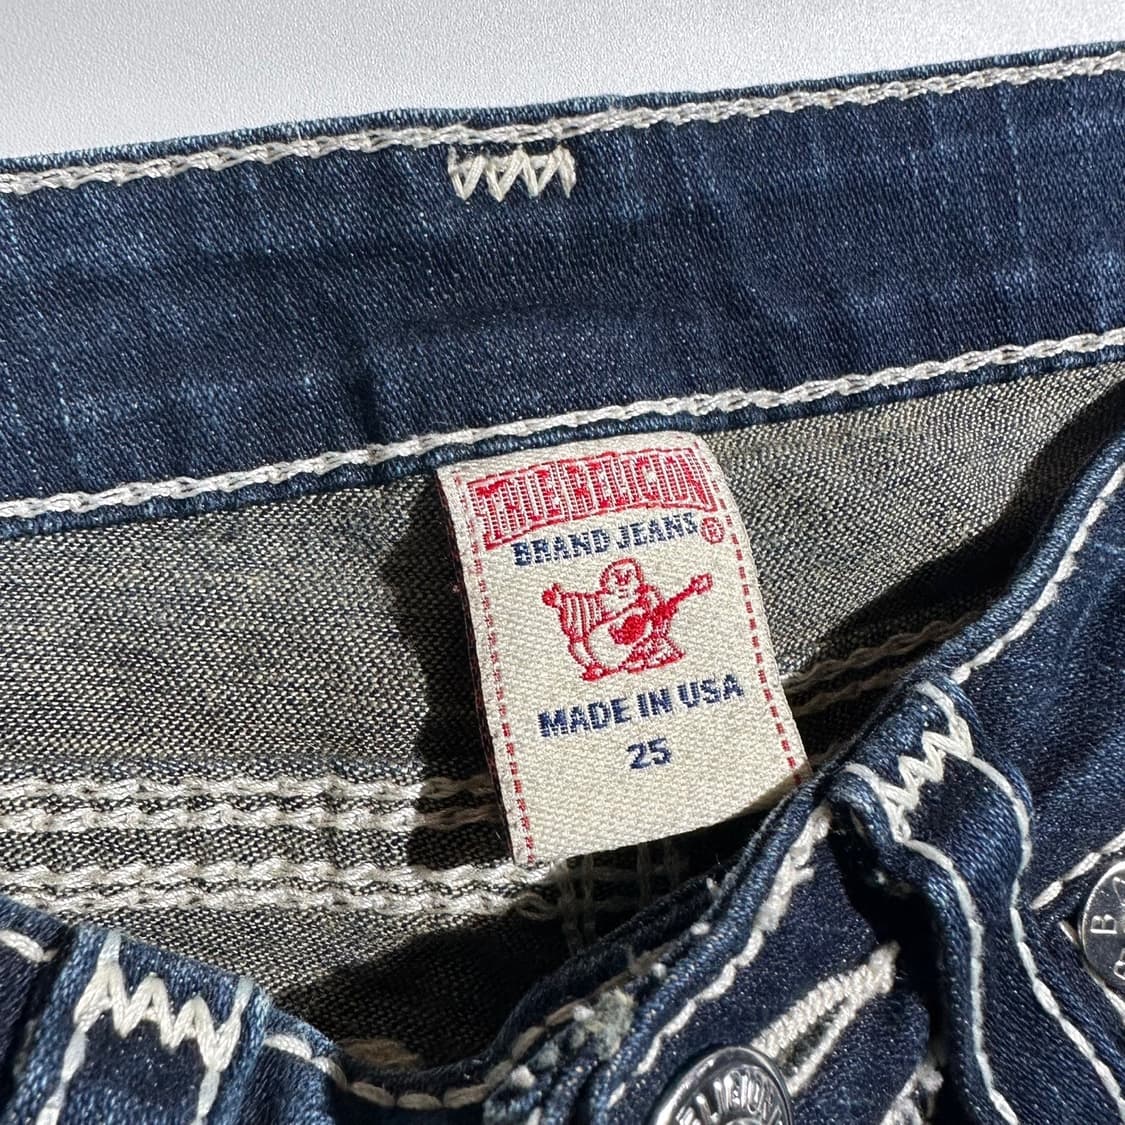 TRUE RELIGION
BRAND JEANS ®
MADE IN USA
25